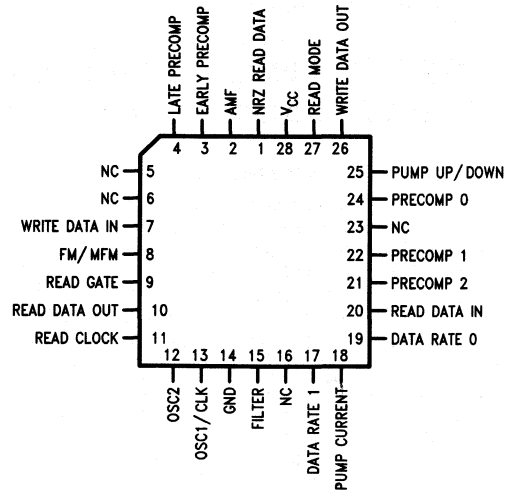 LATE PRECOMP
EARLY PRECOMP
AMF
NRZ READ DATA
VCC
READ MODE
WRITE DATA OUT
4 3 2 1 28 27 26
NC 5
NC 6
WRITE DATA IN 7
FM/MFM 8
READ GATE 9
READ DATA OUT 10
READ CLOCK 11
25 PUMP UP/DOWN
24 PRECOMP 0
23 NC
22 PRECOMP 1
21 PRECOMP 2
20 READ DATA IN
19 DATA RATE 0
12 13 14 15 16 17 18
OSC2
OSC1/CLK
GND
FILTER
NC
DATA RATE 1
PUMP CURRENT